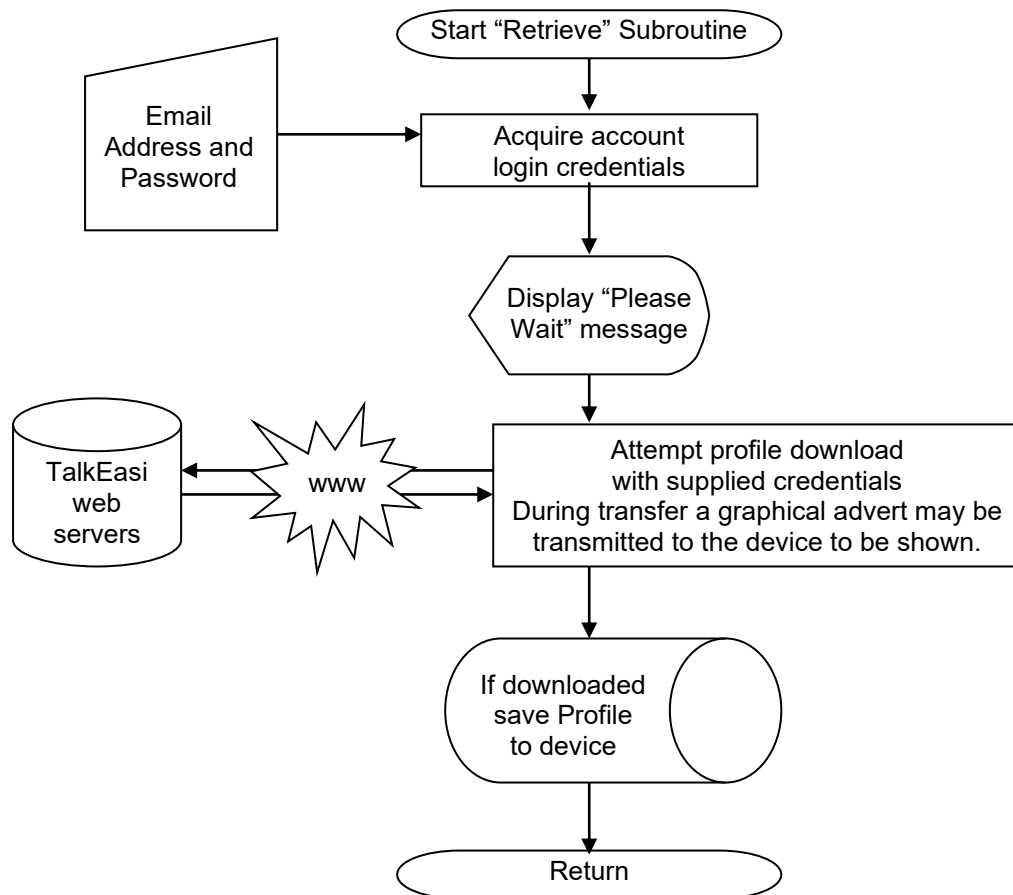 Start “Retrieve” Subroutine
Email
Address and
Password
Acquire account
login credentials
Display “Please
Wait” message
TalkEasi
web
servers
www
Attempt profile download
with supplied credentials
During transfer a graphical advert may be
transmitted to the device to be shown.
If downloaded
save Profile
to device
Return